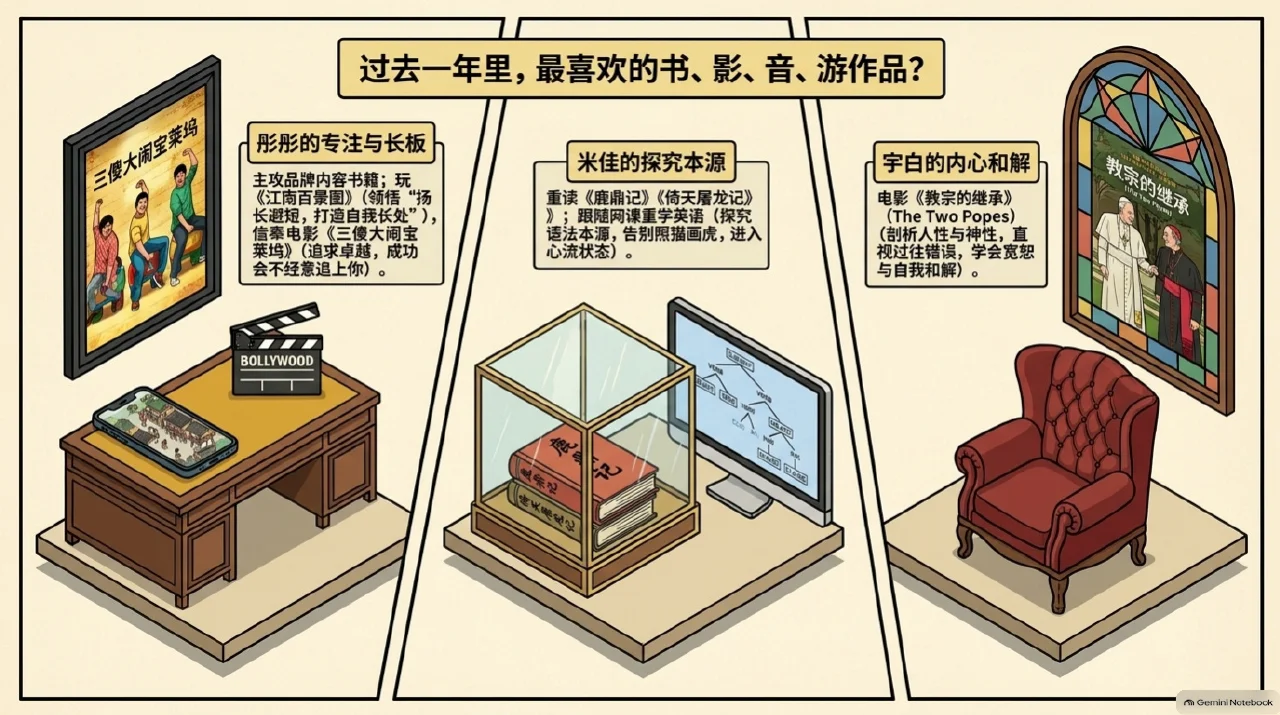 过去一年里，最喜欢的书、影、音、游作品？
三傻大闹宝莱坞
彤彤的专注与长板
主攻品牌内容书籍；玩
《江南百景图》（领悟“扬
长避短，打造自我长处”），
信奉电影《三傻大闹宝
莱坞》（追求卓越，成功
会不经意追上你）。
BOLLYWOOD
米佳的探究本源
重读《鹿鼎记》《倚天屠龙记》
》；跟随网课重学英语（探究
语法本源，告别照猫画虎，进入
心流状态）。
宇白的内心和解
电影《教宗的继承》
（The Two Popes）
（剖析人性与神性，直
视过往错误，学会宽恕
与自我和解）。
教宗的继承
(The Two Popes)
Gemini Notebook